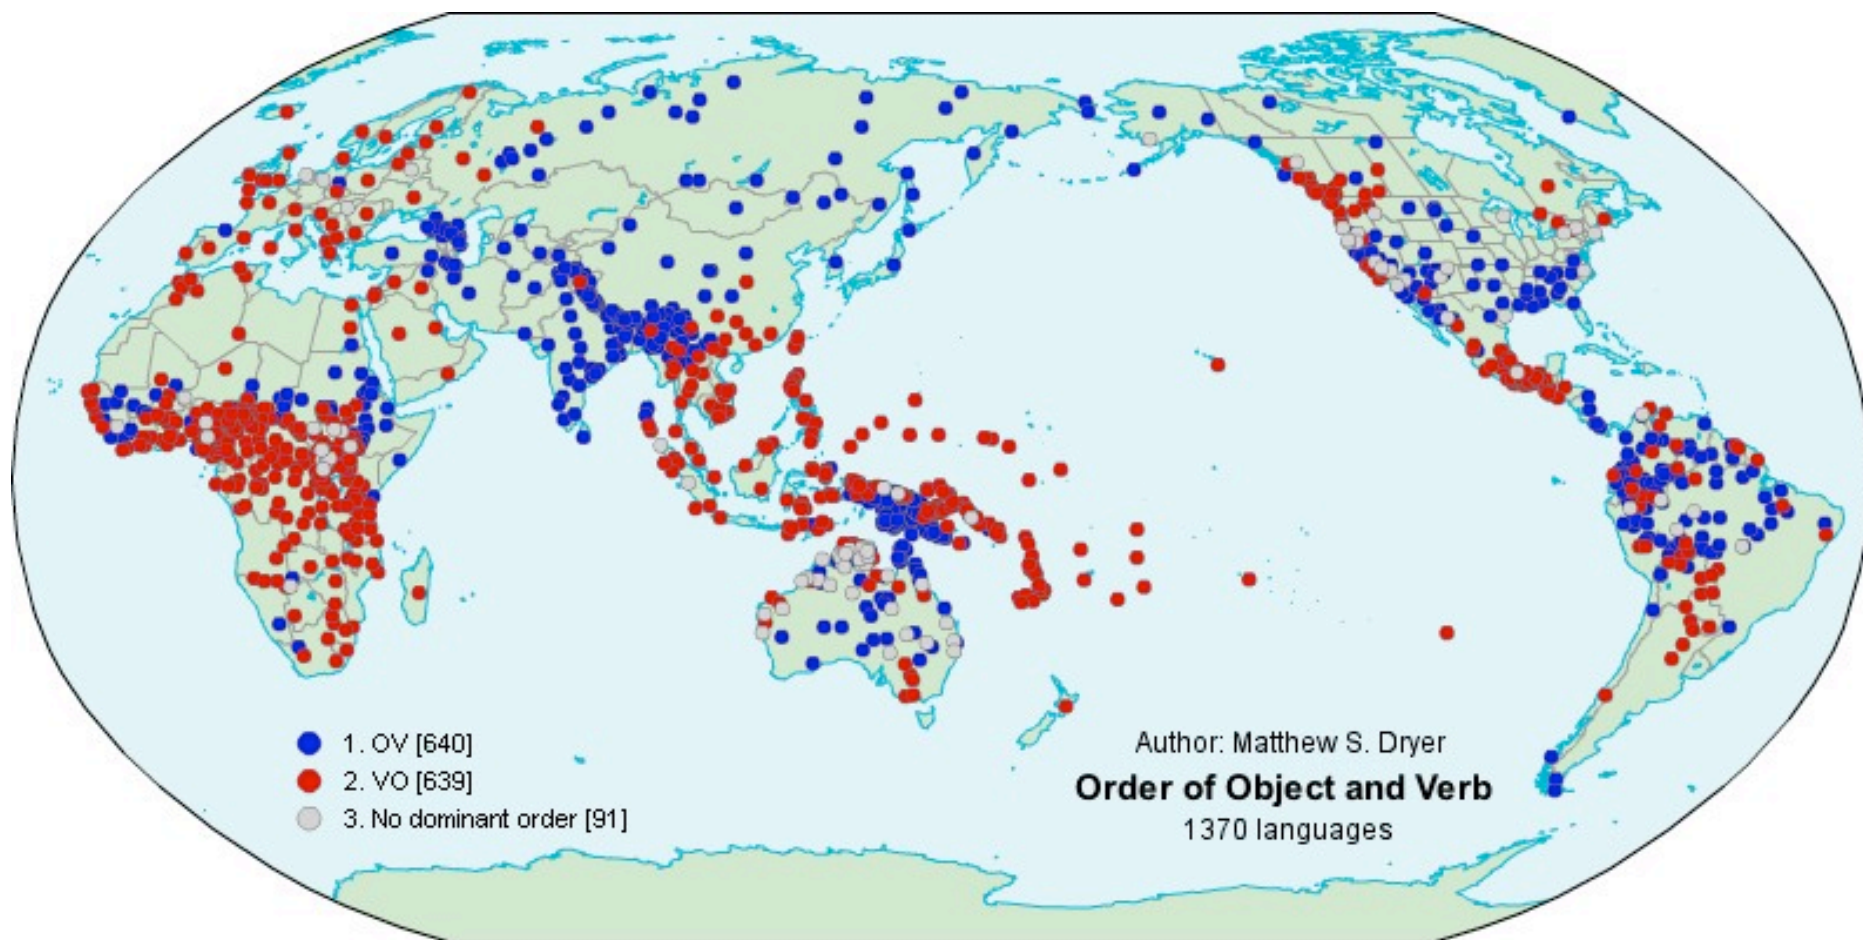 1. OV [640]
2. VO [639]
3. No dominant order [91]
Author: Matthew S. Dryer
Order of Object and Verb
1370 languages